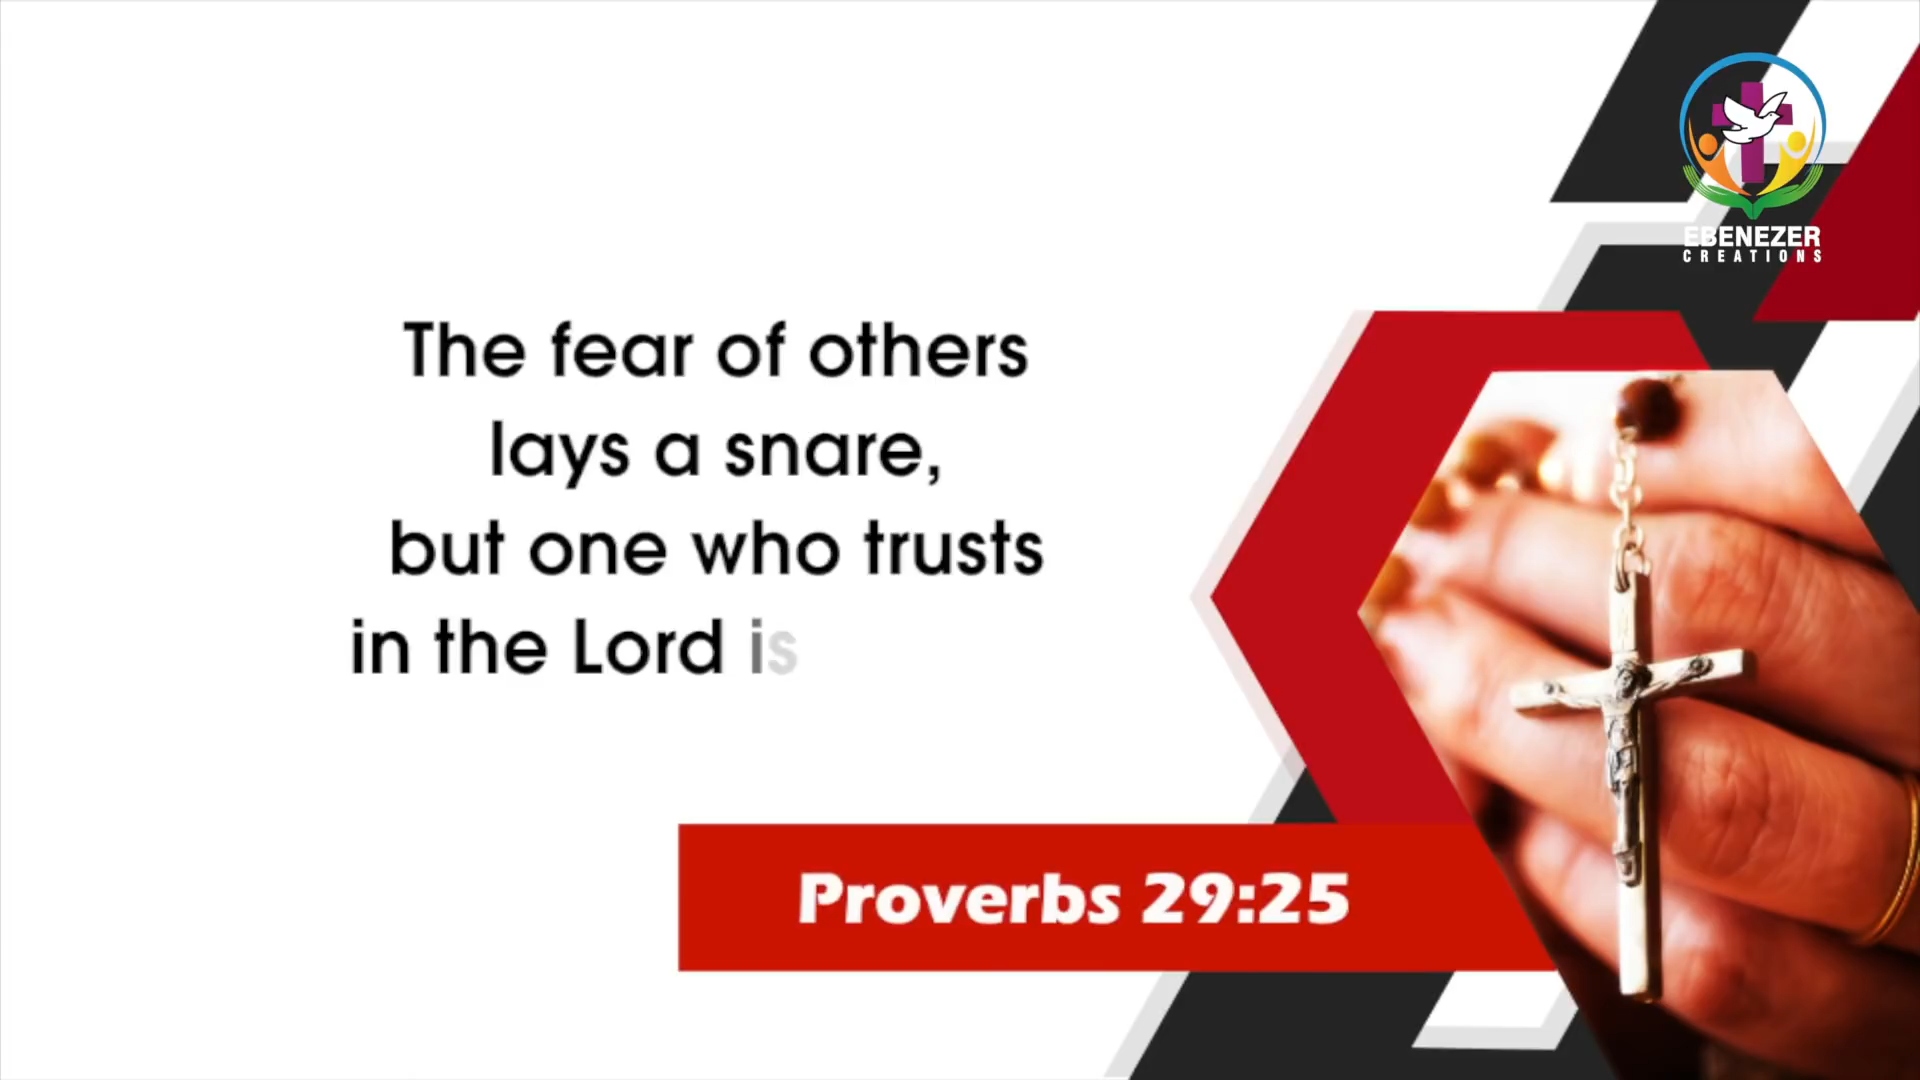 EBENEZER
CREATIONS
The fear of others
lays a snare,
but one who trusts
in the Lord is
Proverbs 29:25